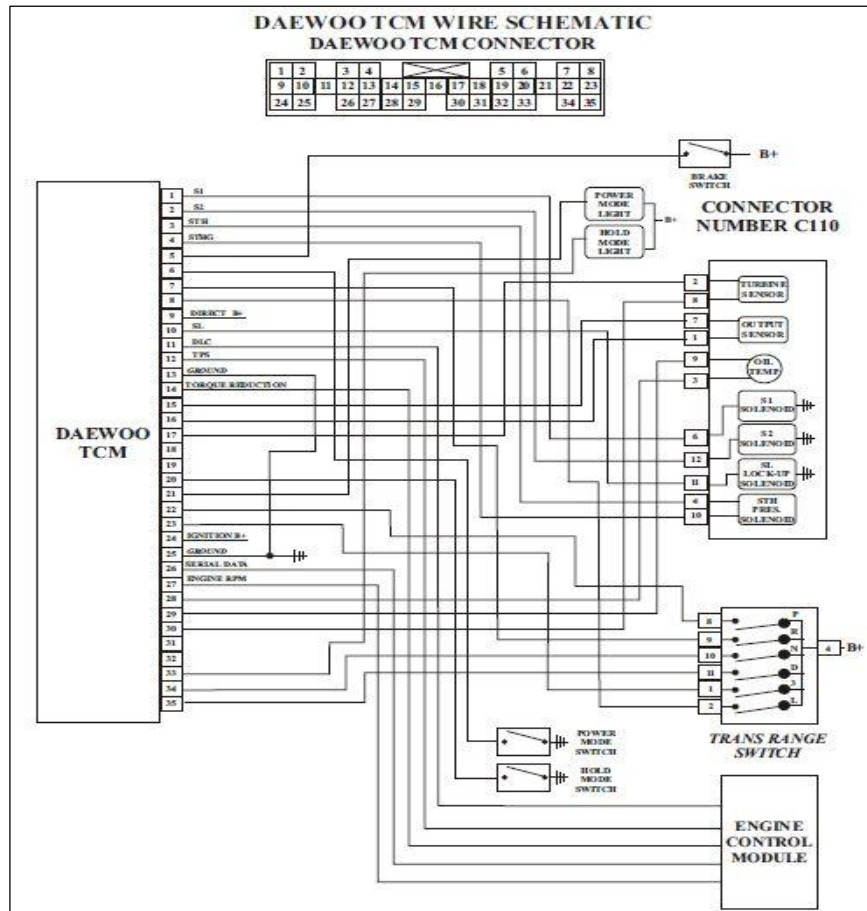 DAEWOO TCM WIRE SCHEMATIC
DAEWOO TCM CONNECTOR
1 2 3 4 5 6 7 8
9 10 11 12 13 14 15 16 17 18 19 20 21 22 23
24 25 26 27 28 29 30 31 32 33 34 35
B+
BRAKE
SWITCH
POWER
MODE
LIGHT
B+
HOLD
MODE
LIGHT
CONNECTOR
NUMBER C110
DAEWOO
TCM
1 S1
2 S2
3 STH
4 STHG
5
6
7
8
9 DIRECT B+
10 SL
11 DLC
12 TPS
13 GROUND
14 TORQUE REDUCTION
15
16
17
18
19
20
21
22
23
24 IGNITION B+
25 GROUND
26 SERIAL DATA
27 ENGINE RPM
28
29
30
31
32
33
34
35
2 TURBINE
8 SENSOR
7 OUTPUT
1 SENSOR
9 OIL
3 TEMP
6 S1
SOLENOID
12 S2
SOLENOID
11 SL
LOCK-UP
SOLENOID
4 STH
10 PRES.
SOLENOID
8 P
9 R
10 N
11 D
1 3
2 L
4 B+
TRANS RANGE
SWITCH
POWER
MODE
SWITCH
HOLD
MODE
SWITCH
ENGINE
CONTROL
MODULE